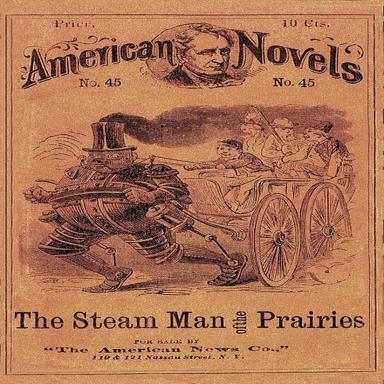 Price, 10 Cts.
American Novels
No. 45 No. 45
The Steam Man of the Prairies
FOR SALE BY
"The American News Co.,"
119 & 121 Nassau Street, N. Y.